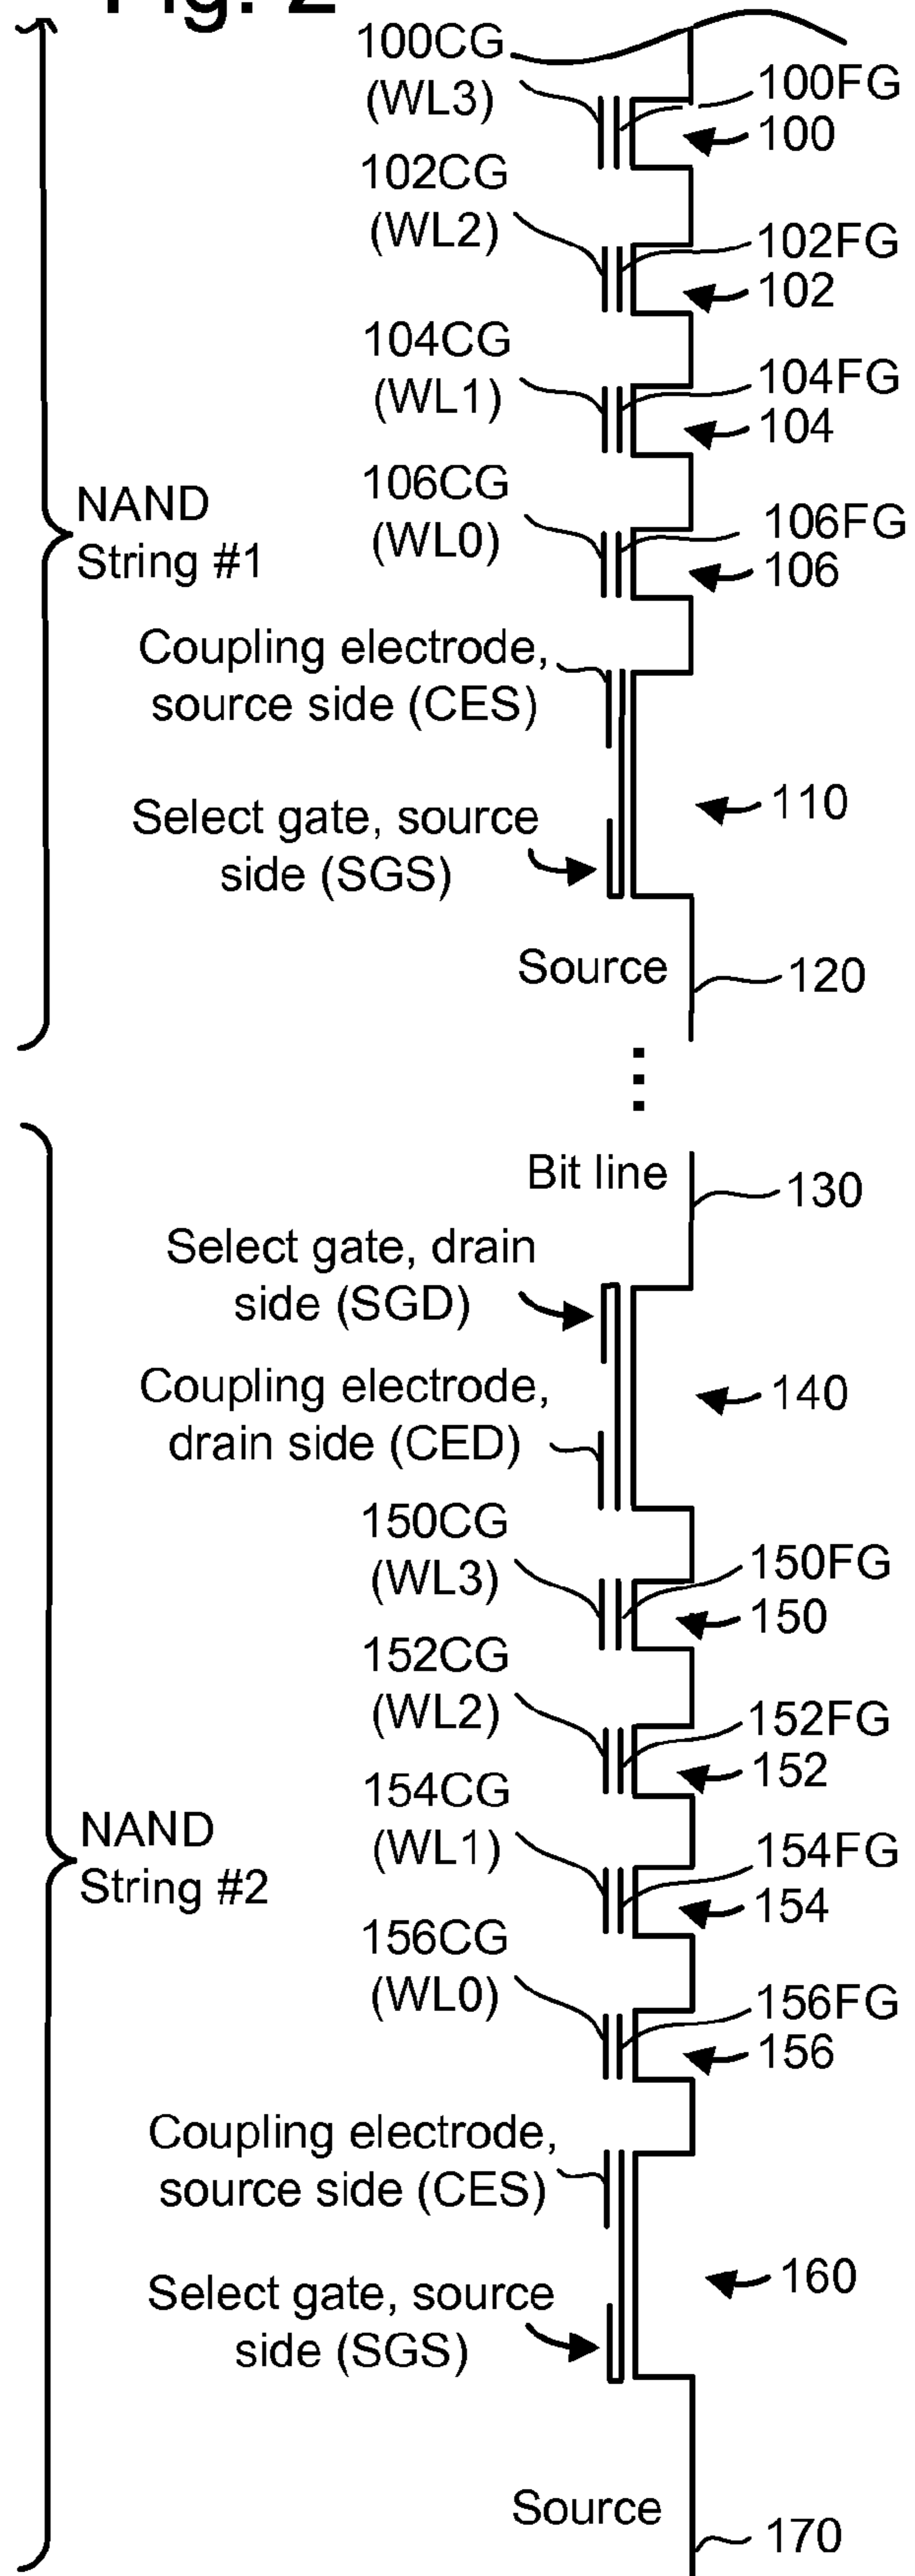 Fig. 2
100CG
(WL3)
100FG
100
102CG
(WL2)
102FG
102
104CG
(WL1)
104FG
104
106CG
(WL0)
106FG
106
NAND
String #1
Coupling electrode,
source side (CES)
110
Select gate, source
side (SGS)
Source
120
Bit line
130
Select gate, drain
side (SGD)
140
Coupling electrode,
drain side (CED)
150CG
(WL3)
150FG
150
152CG
(WL2)
152FG
152
154CG
(WL1)
154FG
154
NAND
String #2
156CG
(WL0)
156FG
156
Coupling electrode,
source side (CES)
160
Select gate, source
side (SGS)
Source
170